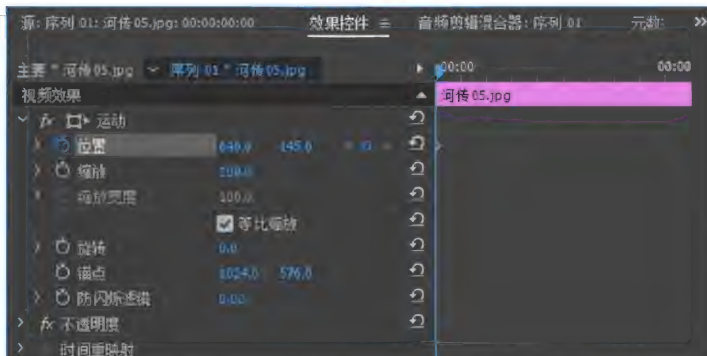 源: 序列 01: 河传 05.jpg: 00:00:00:00 效果控件 音频剪辑混合器: 序列 01 元数:
主要 * 河传 05.jpg 序列 01 * 河传 05.jpg 00:00 00:00
视频效果 河传 05.jpg
fx 运动
位置 640.0 -145.0
缩放 100.0
缩放宽度 100.0
等比缩放
旋转 0.0
锚点 1024.0 576.0
防闪烁滤镜 0.00
fx 不透明度
时间重映射